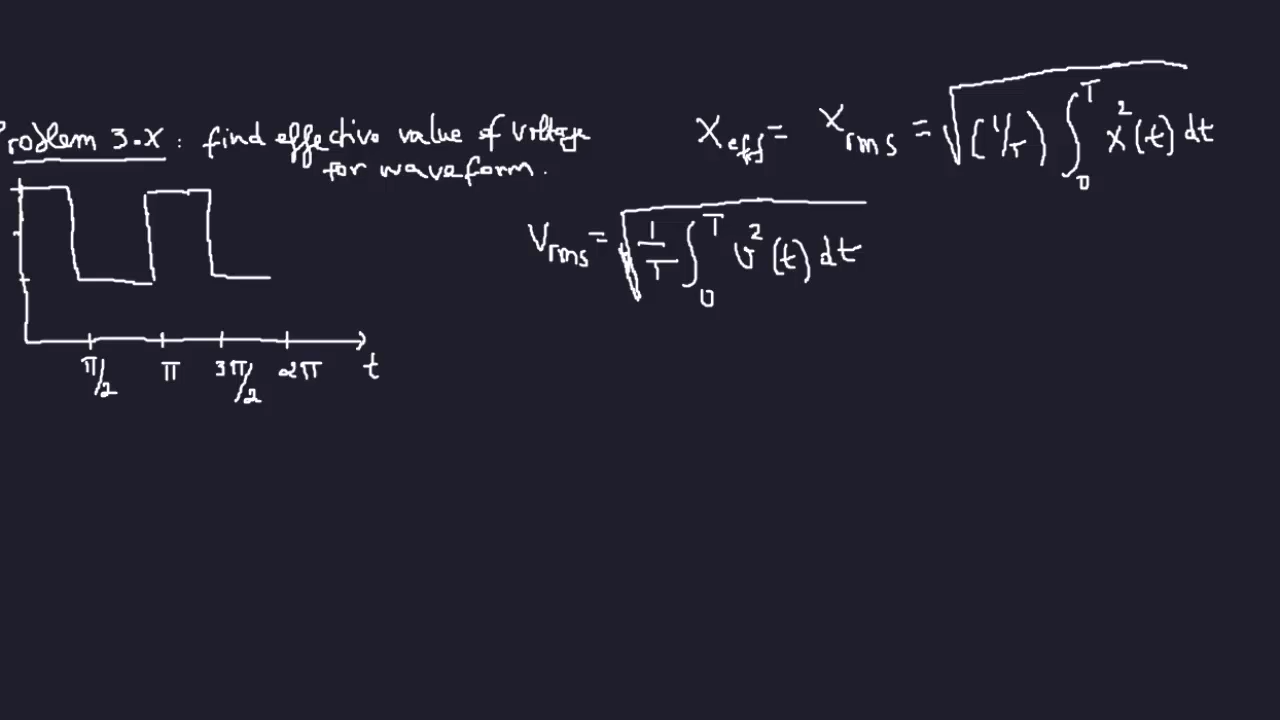 Problem 3.X : find effective value of voltage
for waveform.
X_eff = X_rms = √((1/T) ∫_0^T x²(t) dt
V_rms = √(1/T ∫_0^T v²(t) dt
π/2 π 3π/2 2π t